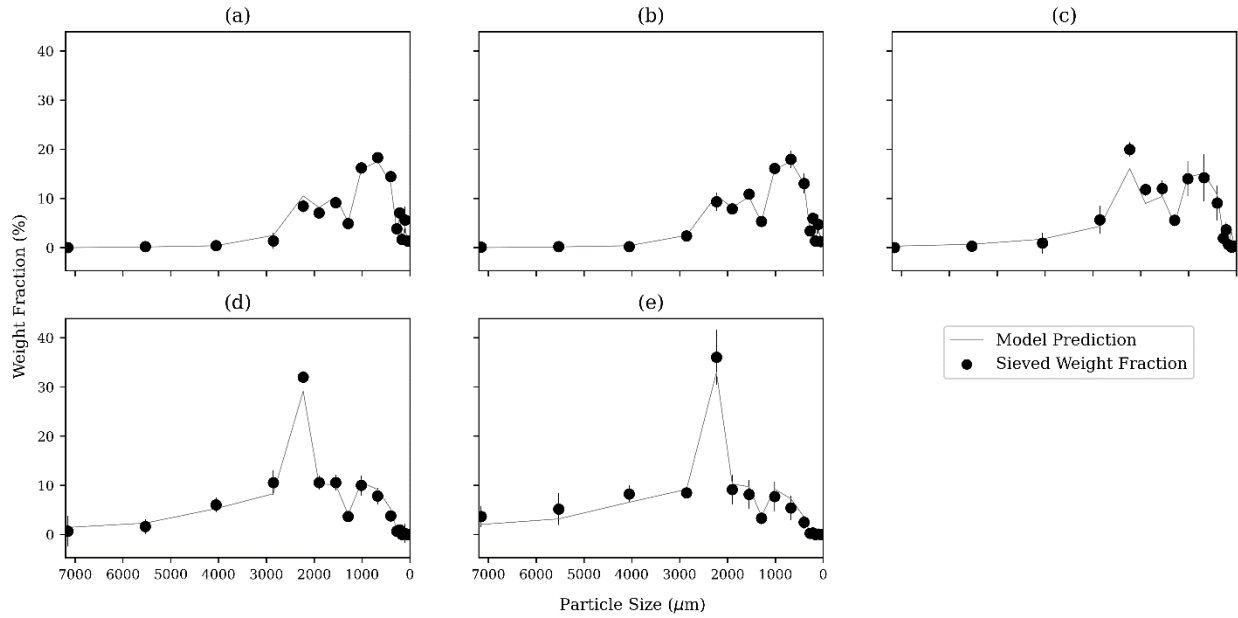 (a)
(b)
(c)
40
30
20
10
0
(d)
(e)
40
30
20
10
0
Weight Fraction (%)
Model Prediction
Sieved Weight Fraction
7000 6000 5000 4000 3000 2000 1000 0
7000 6000 5000 4000 3000 2000 1000 0
Particle Size (μm)